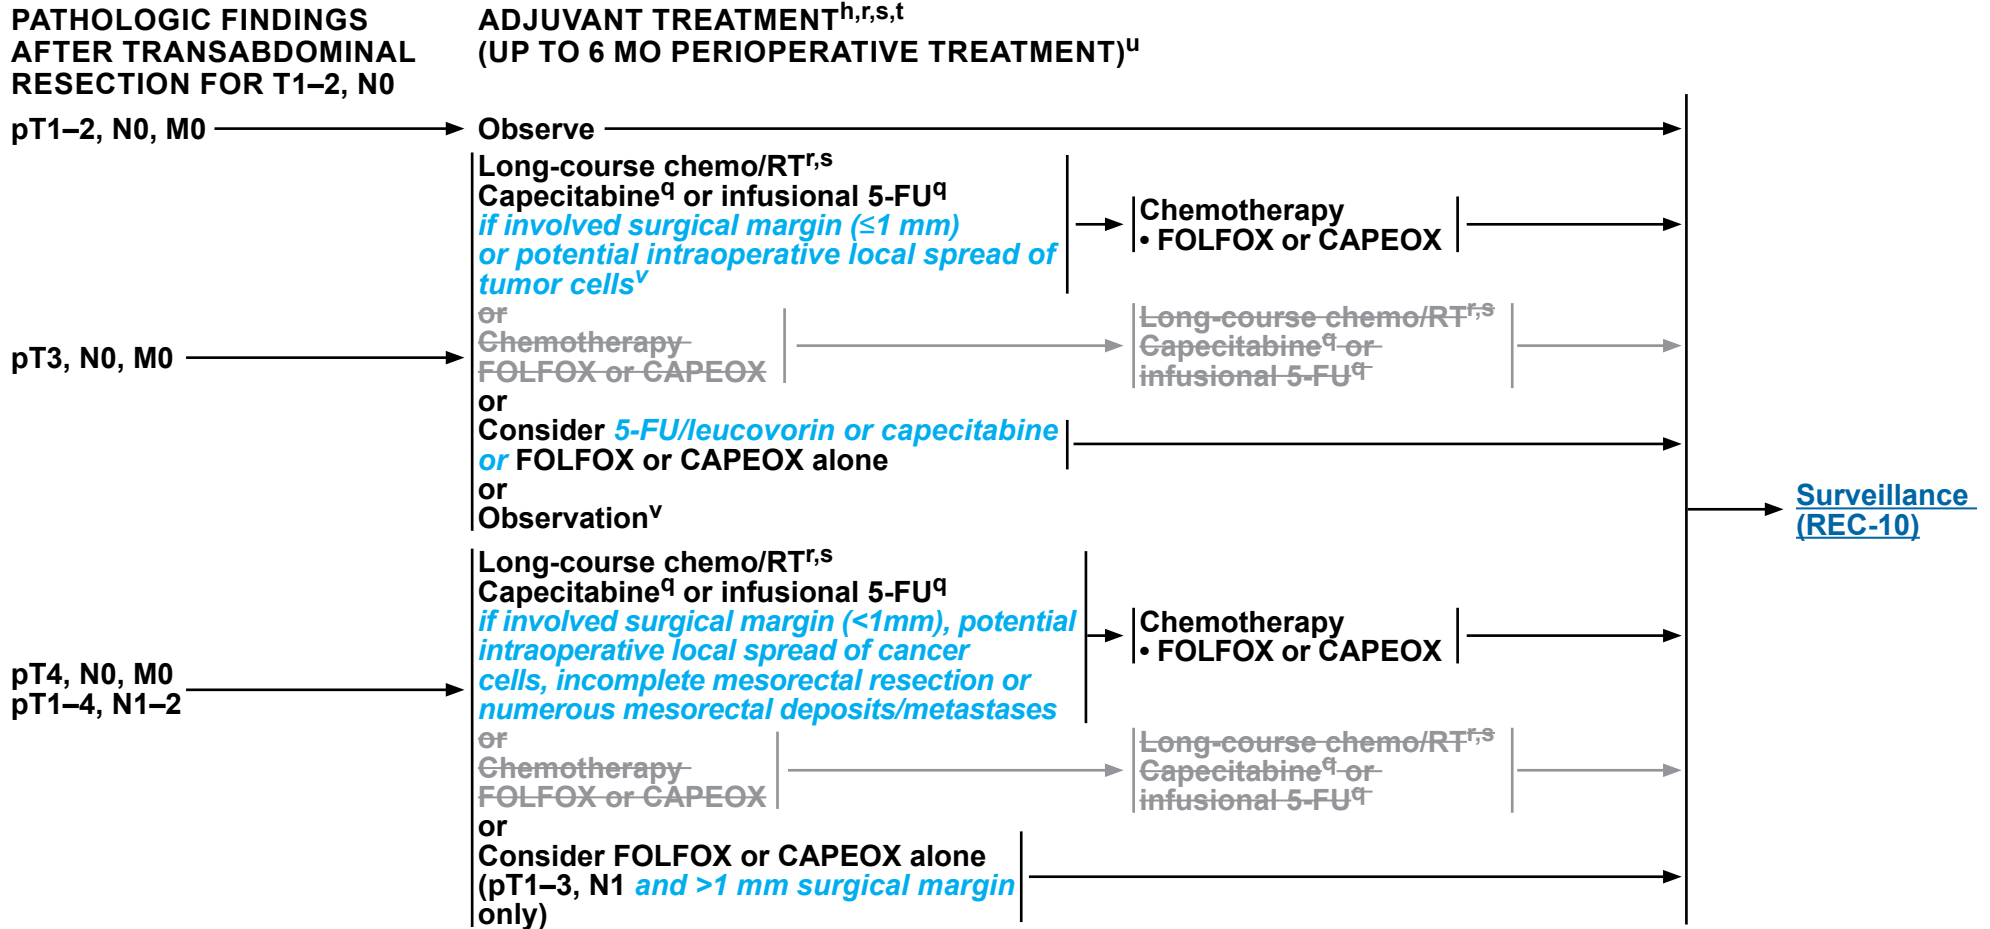 PATHOLOGIC FINDINGS
AFTER TRANSABDOMINAL
RESECTION FOR T1–2, N0
ADJUVANT TREATMENTh,r,s,t
(UP TO 6 MO PERIOPERATIVE TREATMENT)u
pT1–2, N0, M0
Observe
pT3, N0, M0
Long-course chemo/RTr,s
Capecitabineq or infusional 5-FUq
if involved surgical margin (≤1 mm)
or potential intraoperative local spread of
tumor cellsv
Chemotherapy
• FOLFOX or CAPEOX
or
Chemotherapy
FOLFOX or CAPEOX
Long-course chemo/RTr,s
Capecitabineq or
infusional 5-FUq
or
Consider 5-FU/leucovorin or capecitabine
or FOLFOX or CAPEOX alone
or
Observationv
pT4, N0, M0
pT1–4, N1–2
Long-course chemo/RTr,s
Capecitabineq or infusional 5-FUq
if involved surgical margin (<1mm), potential
intraoperative local spread of cancer
cells, incomplete mesorectal resection or
numerous mesorectal deposits/metastases
Chemotherapy
• FOLFOX or CAPEOX
or
Chemotherapy
FOLFOX or CAPEOX
Long-course chemo/RTr,s
Capecitabineq or
infusional 5-FUq
or
Consider FOLFOX or CAPEOX alone
(pT1–3, N1 and >1 mm surgical margin
only)
Surveillance
(REC-10)